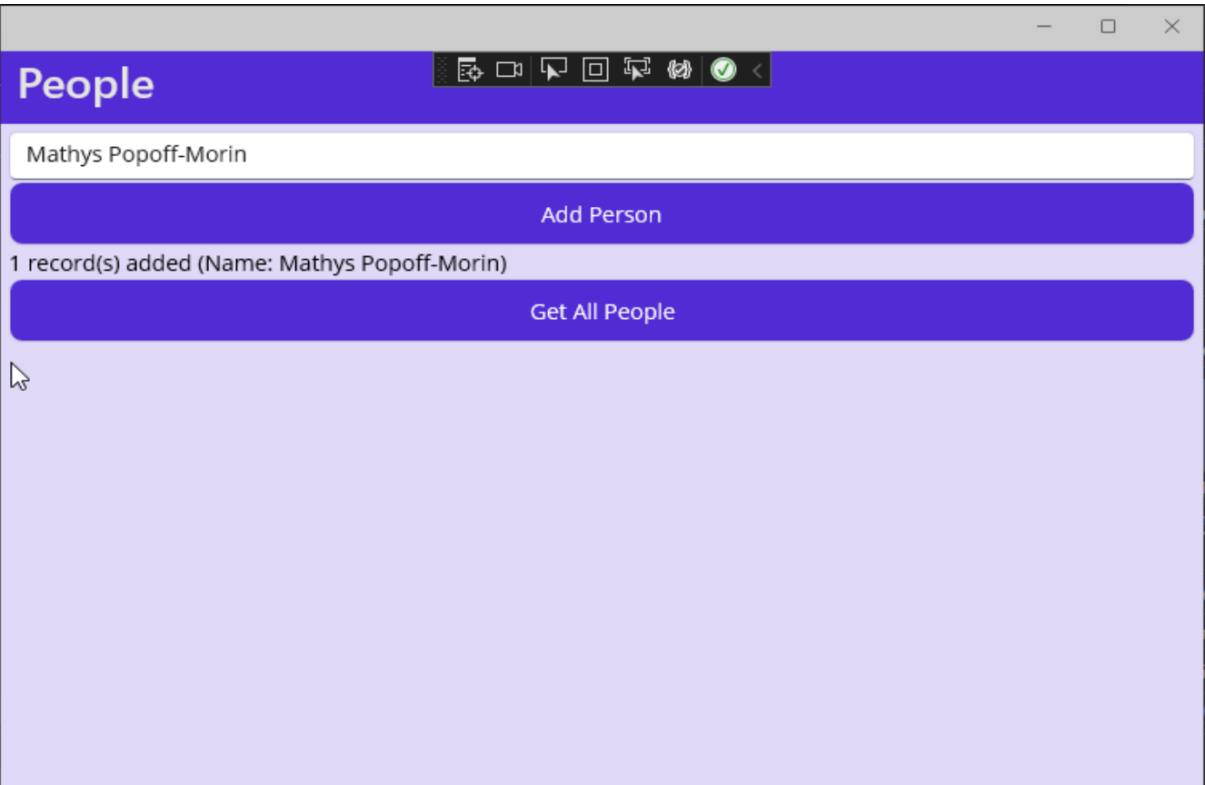 People
Mathys Popoff-Morin
Add Person
1 record(s) added (Name: Mathys Popoff-Morin)
Get All People